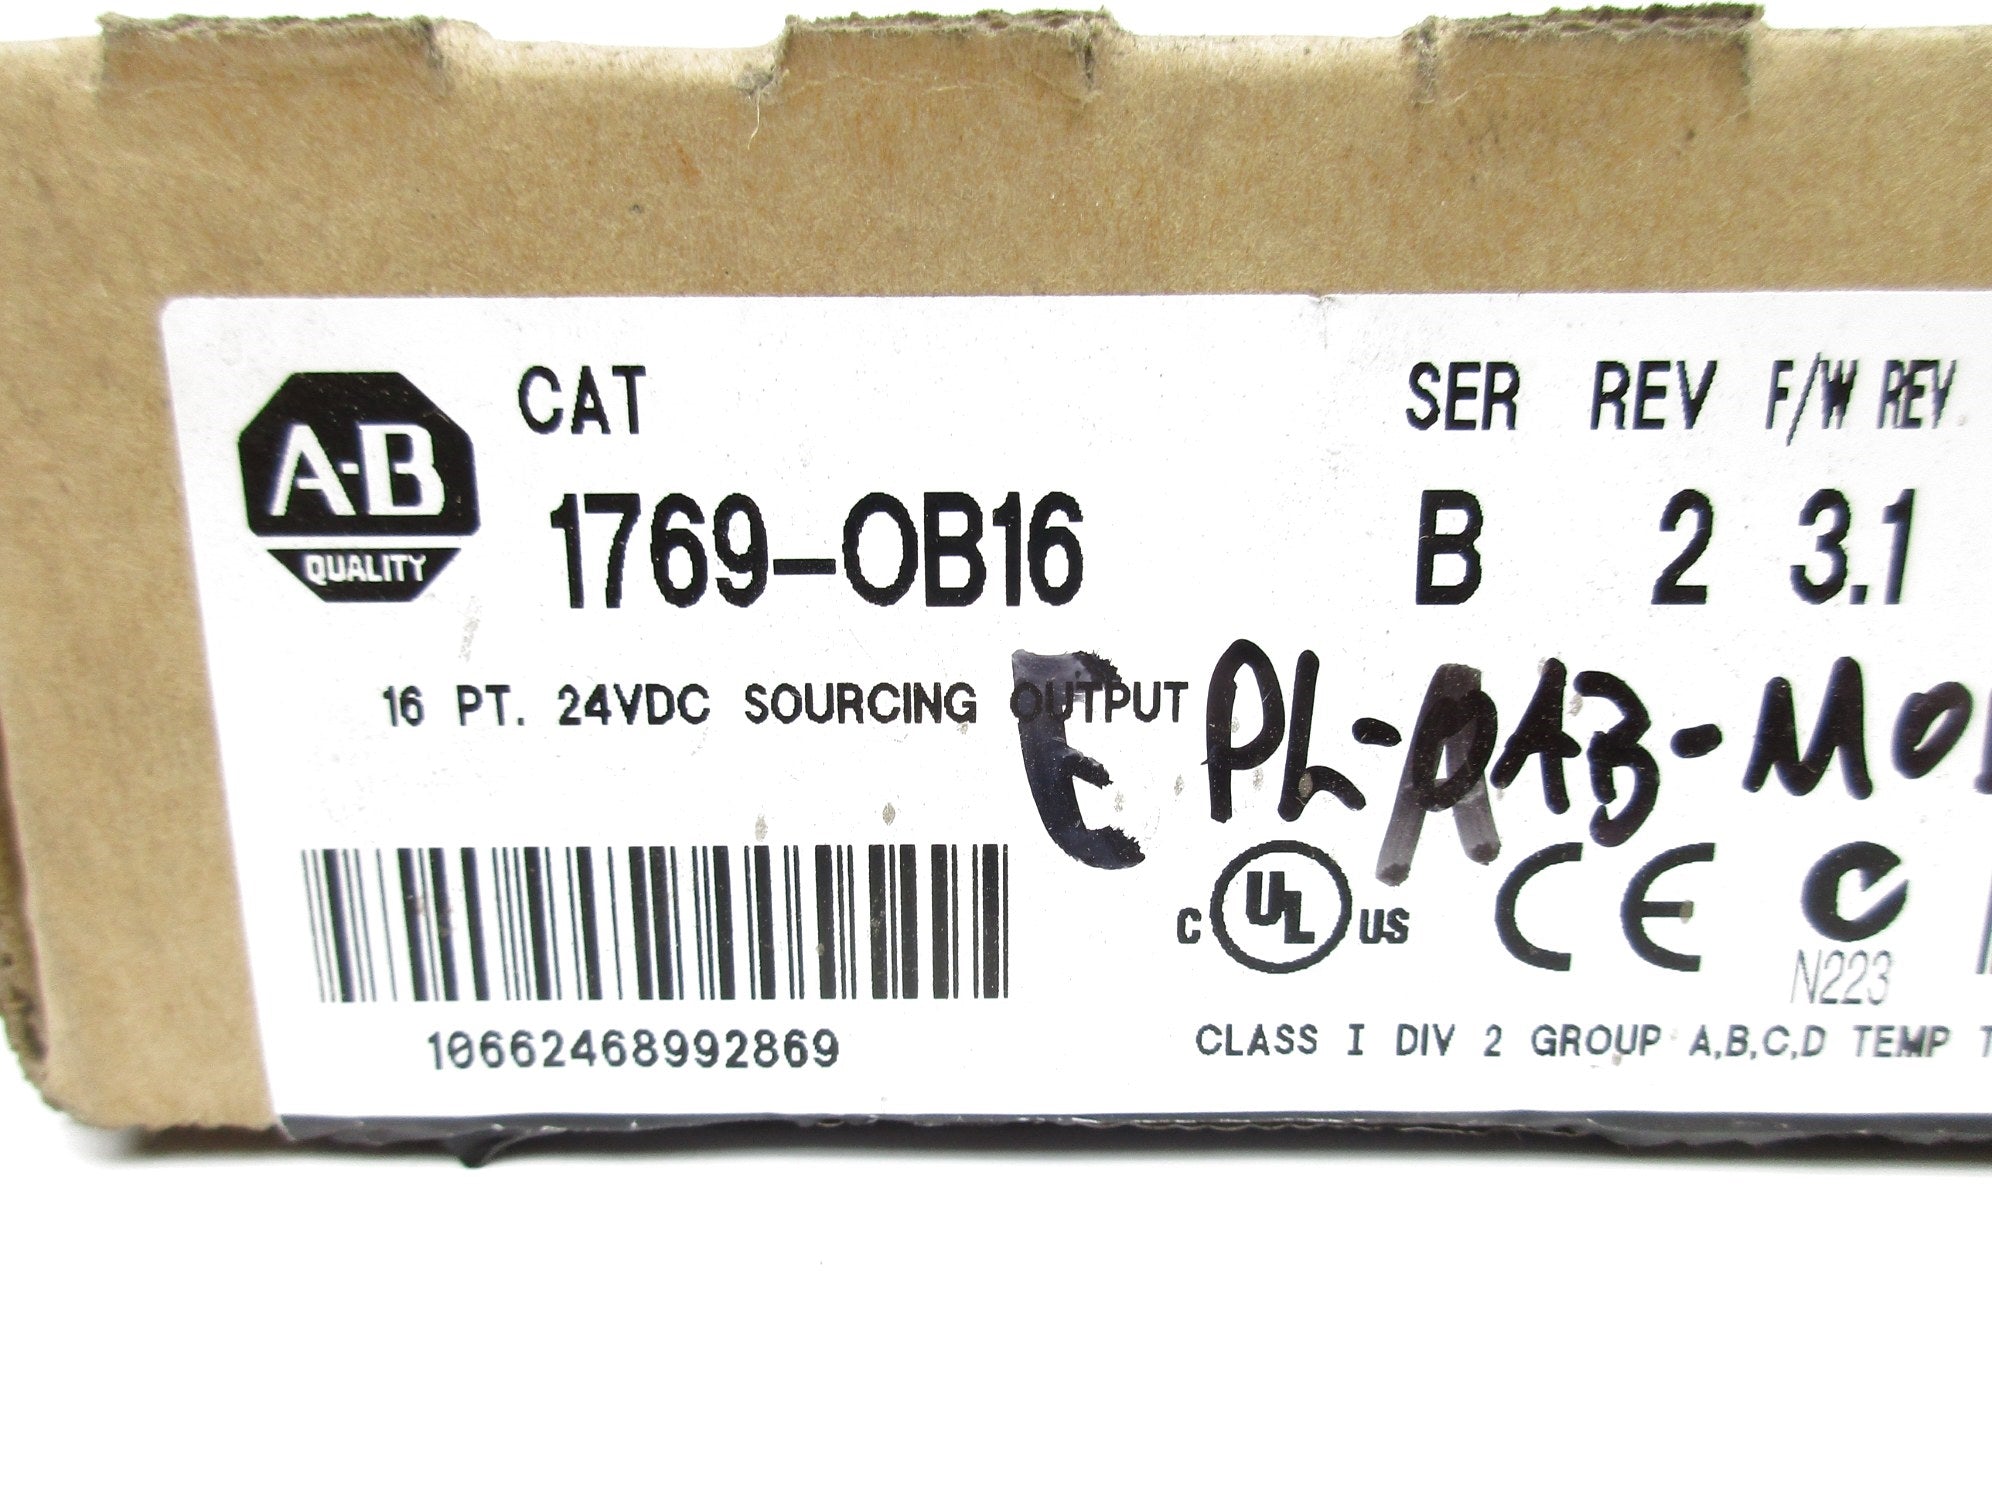 A-B
QUALITY
CAT SER REV F/W REV.
1769-OB16 B 2 3.1
16 PT. 24VDC SOURCING OUTPUT
C UL US CE
N223
10662468992869
CLASS I DIV 2 GROUP A,B,C,D TEMP